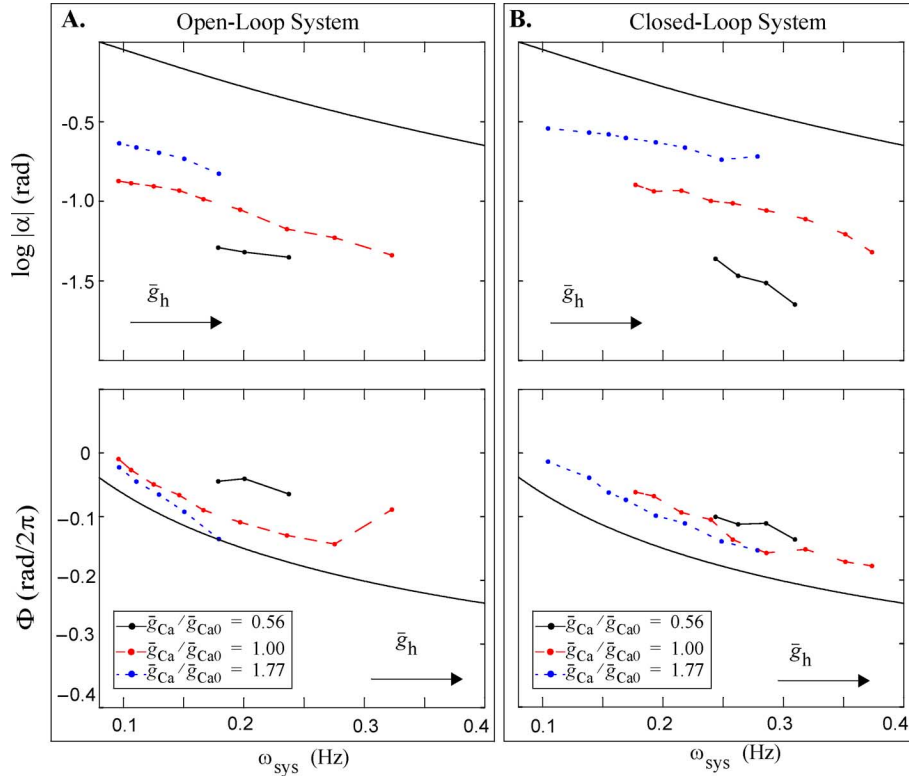 A. Open-Loop System
B. Closed-Loop System
log |α| (rad)
-0.5
-1.0
-1.5
ḡh
ḡh
Φ (rad/2π)
0
−0.1
−0.2
−0.3
−0.4
ḡCa/ḡCa0 = 0.56
ḡCa/ḡCa0 = 1.00
ḡCa/ḡCa0 = 1.77
ḡh
ḡCa/ḡCa0 = 0.56
ḡCa/ḡCa0 = 1.00
ḡCa/ḡCa0 = 1.77
ḡh
0.1 0.2 0.3 0.4
0.1 0.2 0.3 0.4
ωsys (Hz)
ωsys (Hz)